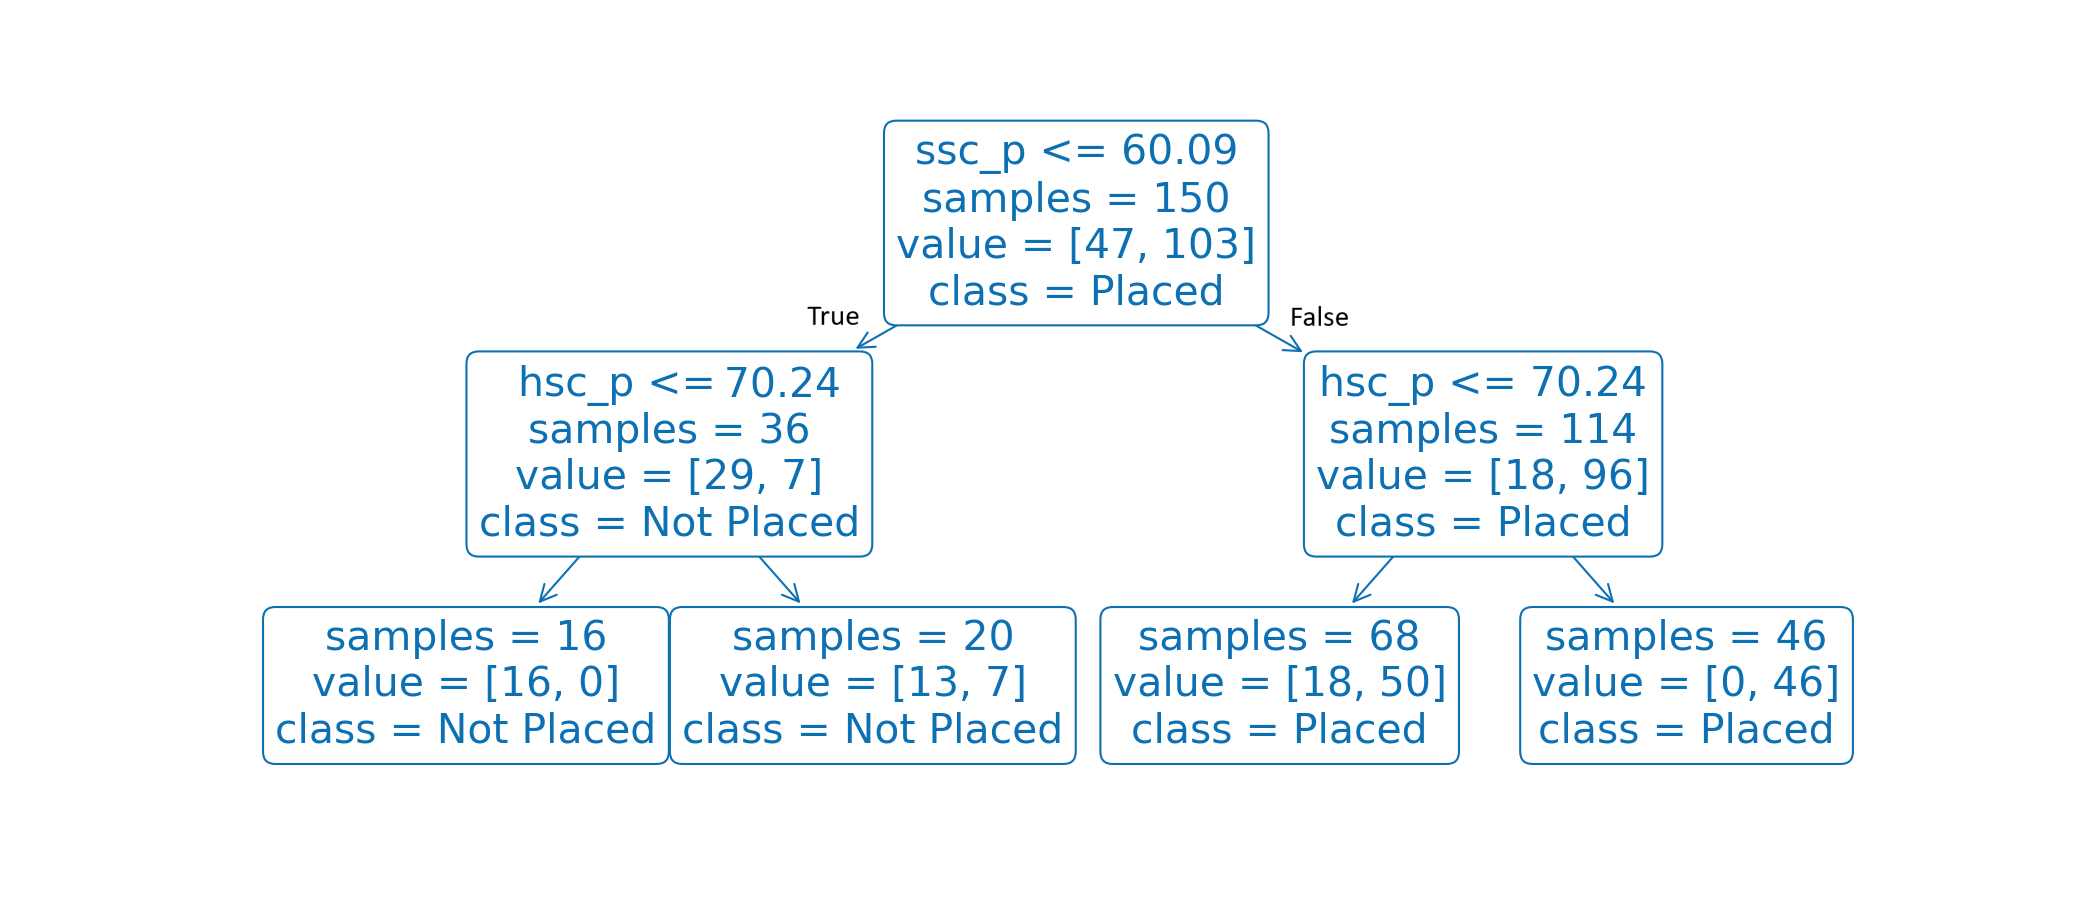 ssc_p <= 60.09
samples = 150
value = [47, 103]
class = Placed
True
False
hsc_p <= 70.24
samples = 36
value = [29, 7]
class = Not Placed
hsc_p <= 70.24
samples = 114
value = [18, 96]
class = Placed
samples = 16
value = [16, 0]
class = Not Placed
samples = 20
value = [13, 7]
class = Not Placed
samples = 68
value = [18, 50]
class = Placed
samples = 46
value = [0, 46]
class = Placed